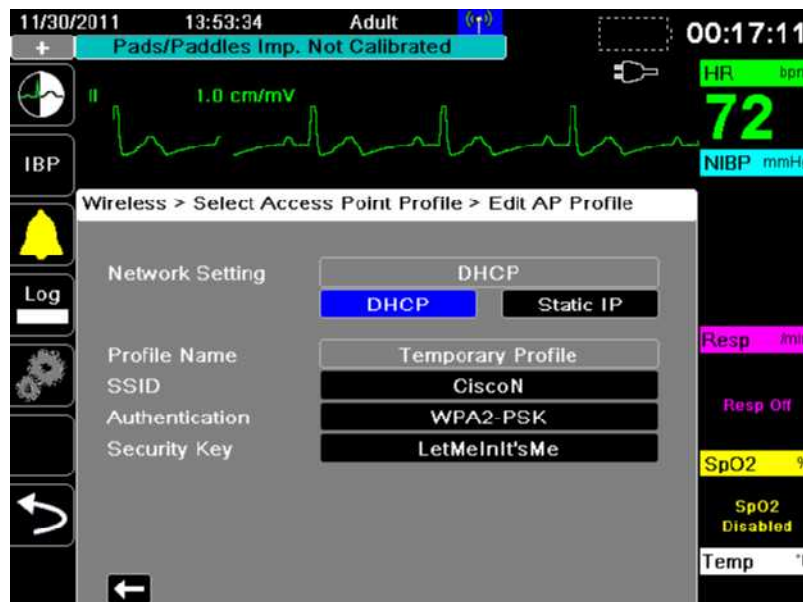 11/30/2011 13:53:34 Adult 00:17:11
Pads/Paddles Imp. Not Calibrated
HR bpm
II 1.0 cm/mV
72
IBP
NIBP mmH
Wireless > Select Access Point Profile > Edit AP Profile
Network Setting DHCP
DHCP Static IP
Log
Resp /mi
Profile Name Temporary Profile
SSID CiscoN
Resp Off
Authentication WPA2-PSK
Security Key LetMeInIt'sMe
SpO2 %
SpO2
Disabled
Temp °